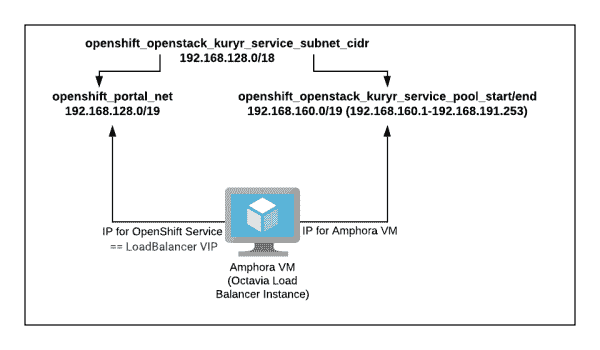 openshift_openstack_kuryr_service_subnet_cidr
192.168.128.0/18
openshift_portal_net
192.168.128.0/19
openshift_openstack_kuryr_service_pool_start/end
192.168.160.0/19 (192.168.160.1-192.168.191.253)
IP for OpenShift Service
== LoadBalancer VIP
IP for Amphora VM
Amphora VM
(Octavia Load
Balancer Instance)